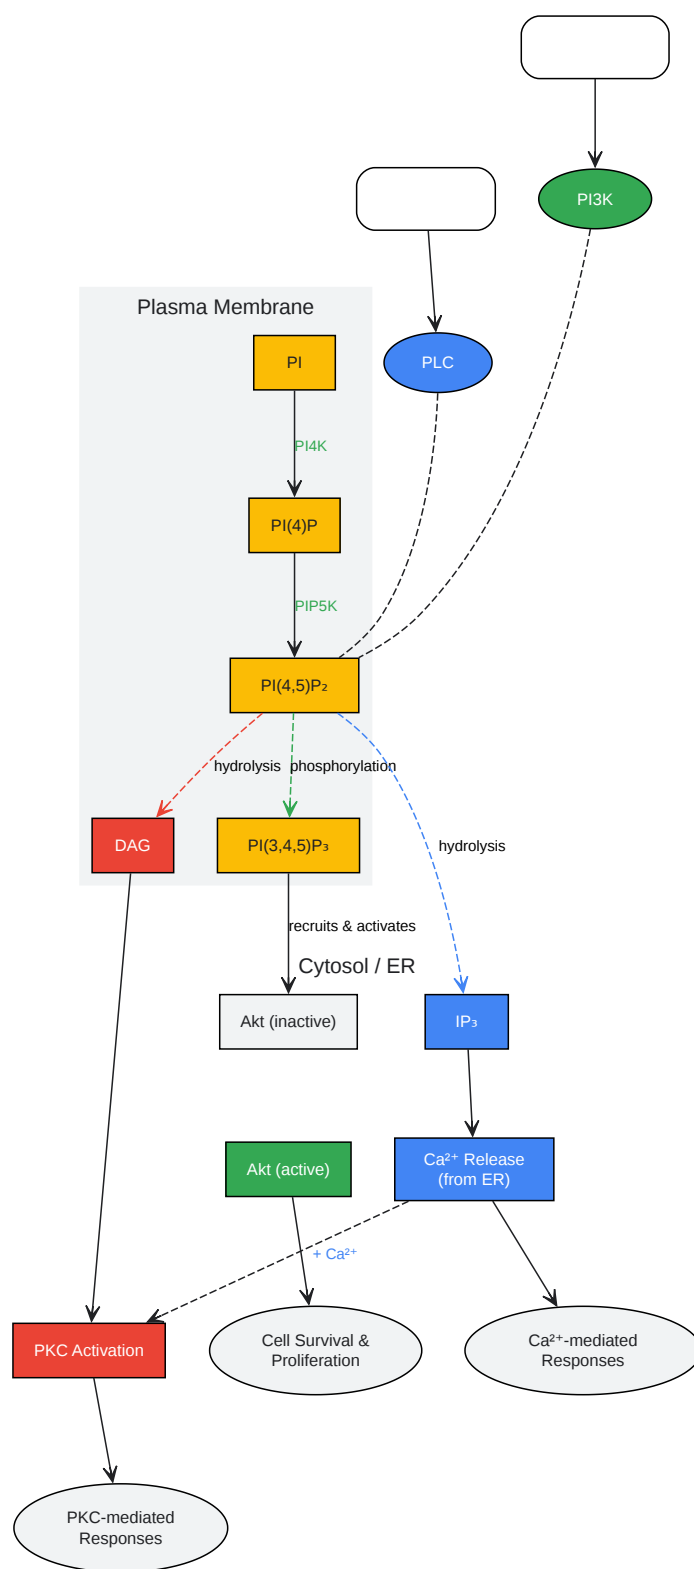 PI3K
Plasma Membrane
PI
PLC
PI4K
PI(4)P
PIP5K
PI(4,5)P₂
hydrolysis
phosphorylation
DAG
PI(3,4,5)P₃
hydrolysis
recruits & activates
Cytosol / ER
Akt (inactive)
IP₃
Akt (active)
Ca²⁺ Release
(from ER)
+ Ca²⁺
PKC Activation
Cell Survival &
Proliferation
Ca²⁺-mediated
Responses
PKC-mediated
Responses